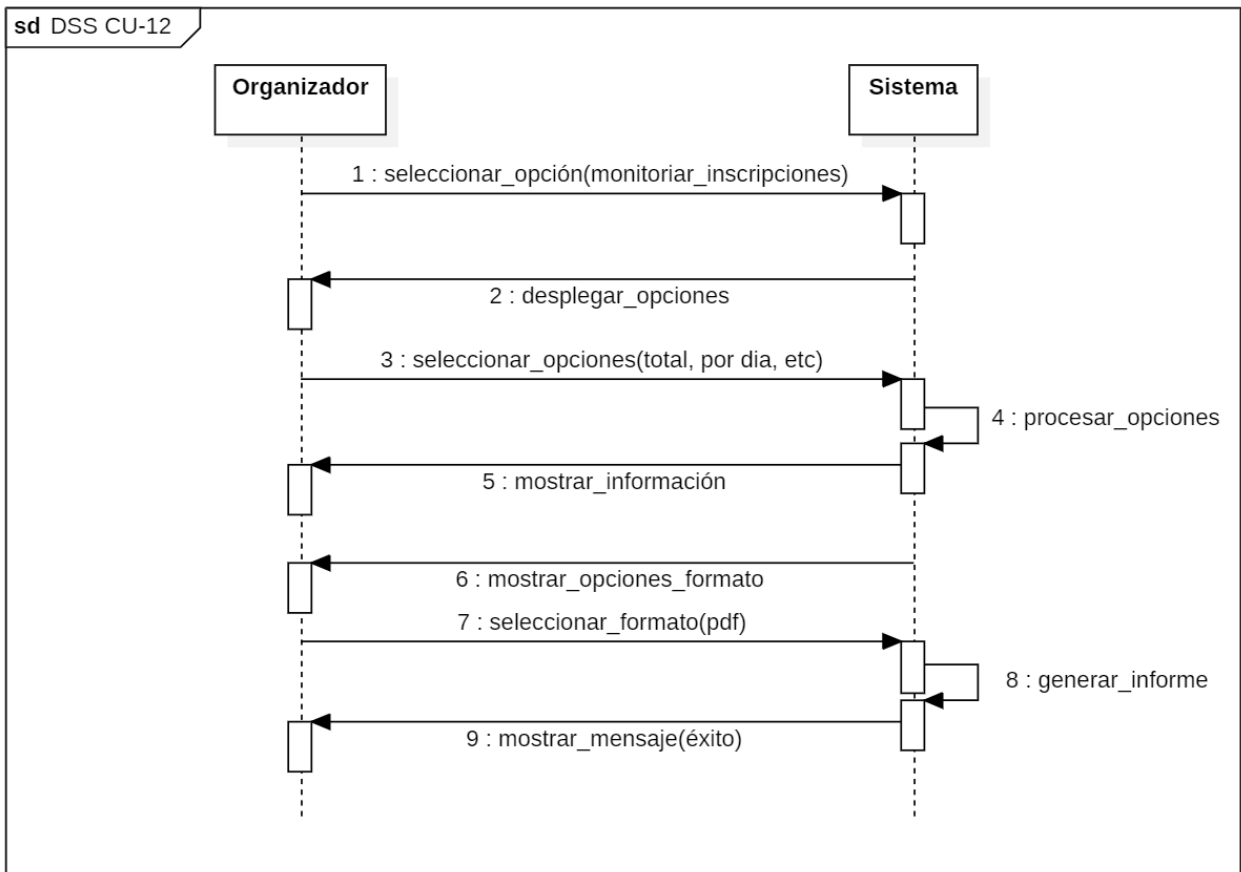 sd DSS CU-12
Organizador
Sistema
1 : seleccionar_opción(monitoriar_inscripciones)
2 : desplegar_opciones
3 : seleccionar_opciones(total, por dia, etc)
4 : procesar_opciones
5 : mostrar_información
6 : mostrar_opciones_formato
7 : seleccionar_formato(pdf)
8 : generar_informe
9 : mostrar_mensaje(éxito)